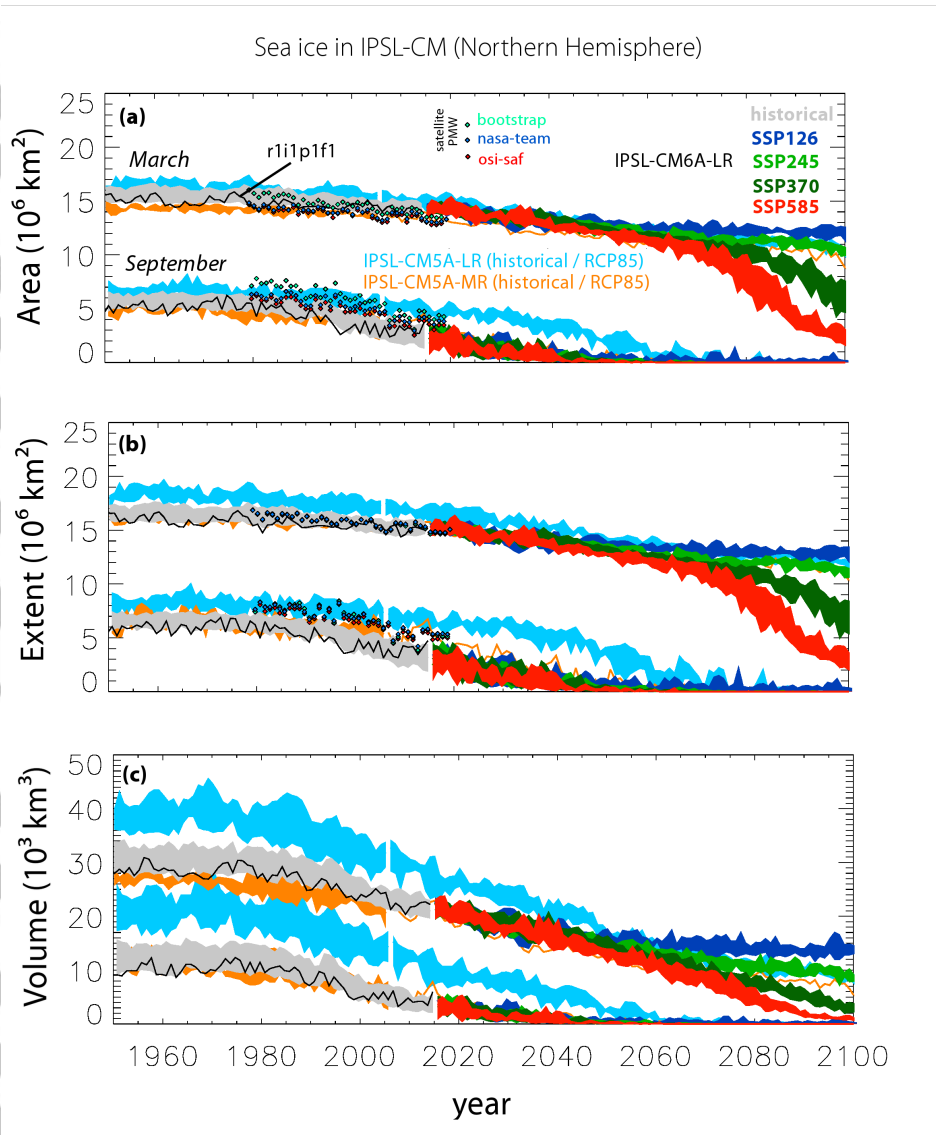 Sea ice in IPSL-CM (Northern Hemisphere)
Area (10⁶ km²)
25
20
15
10
5
0
(a)
March
r1i1p1f1
September
satellite
PMW
bootstrap
nasa-team
osi-saf
IPSL-CM6A-LR
historical
SSP126
SSP245
SSP370
SSP585
IPSL-CM5A-LR (historical / RCP85)
IPSL-CM5A-MR (historical / RCP85)
Extent (10⁶ km²)
25
20
15
10
5
0
(b)
Volume (10³ km³)
50
40
30
20
10
0
(c)
1960 1980 2000 2020 2040 2060 2080 2100
year